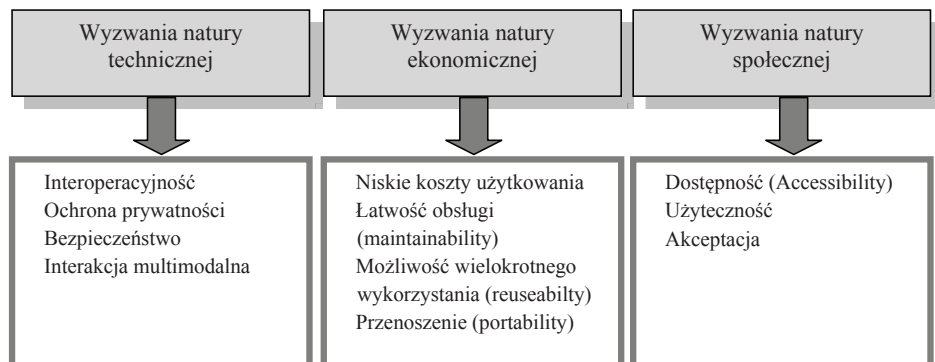 Wyzwania natury
technicznej
Interoperacyjność
Ochrona prywatności
Bezpieczeństwo
Interakcja multimodalna
Wyzwania natury
ekonomicznej
Niskie koszty użytkowania
Łatwość obsługi
(maintainability)
Możliwość wielokrotnego
wykorzystania (reuseabilty)
Przenoszenie (portability)
Wyzwania natury
społecznej
Dostępność (Accessibility)
Użyteczność
Akceptacja